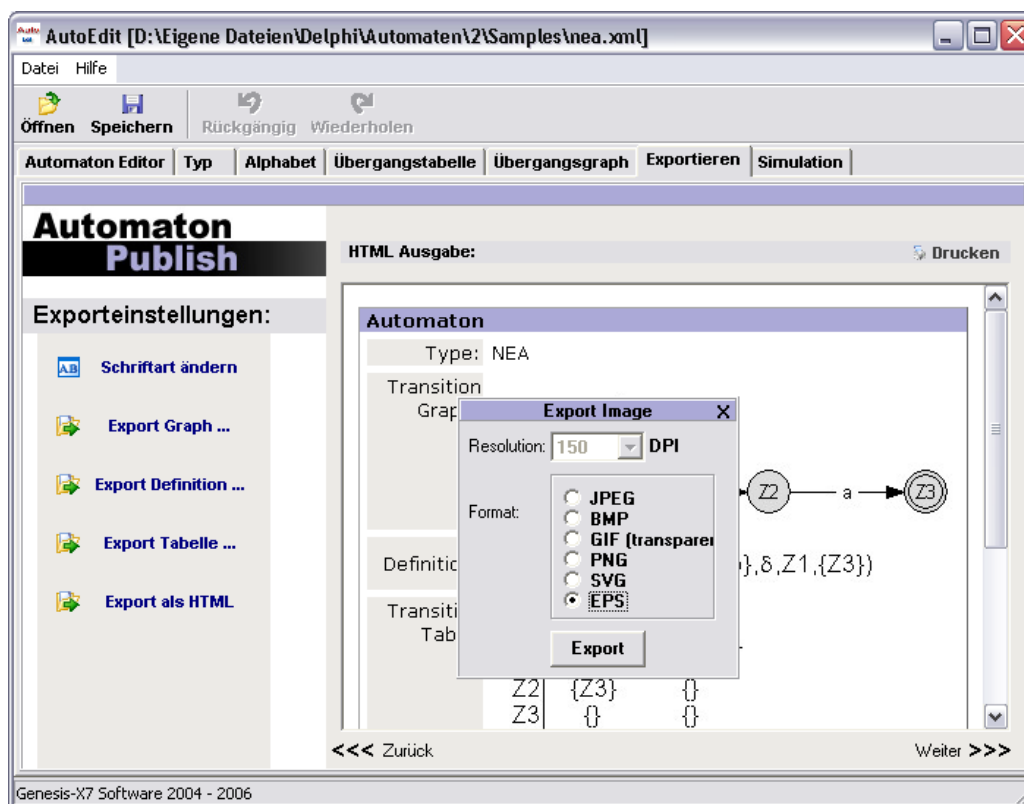 AutoEdit [D:\Eigene Dateien\Delphi\Automaten\2\Samples\nea.xml]
Datei Hilfe
Öffnen Speichern Rückgängig Wiederholen
Automaton Editor Typ Alphabet Übergangstabelle Übergangsgraph Exportieren Simulation
Automaton
Publish
HTML Ausgabe:
Drucken
Exporteinstellungen:
Schriftart ändern
Export Graph ...
Export Definition ...
Export Tabelle ...
Export als HTML
Automaton
Type: NEA
Transition
Grap
Z2 a Z3
Definitic
},δ,Z1,{Z3})
Transiti
Tab
Z2 {Z3} {}
Z3 {} {}
Export Image X
Resolution: 150 DPI
Format:
JPEG
BMP
GIF (transparen
PNG
SVG
EPS
Export
<<< Zurück
Weiter >>>
Genesis-X7 Software 2004 - 2006